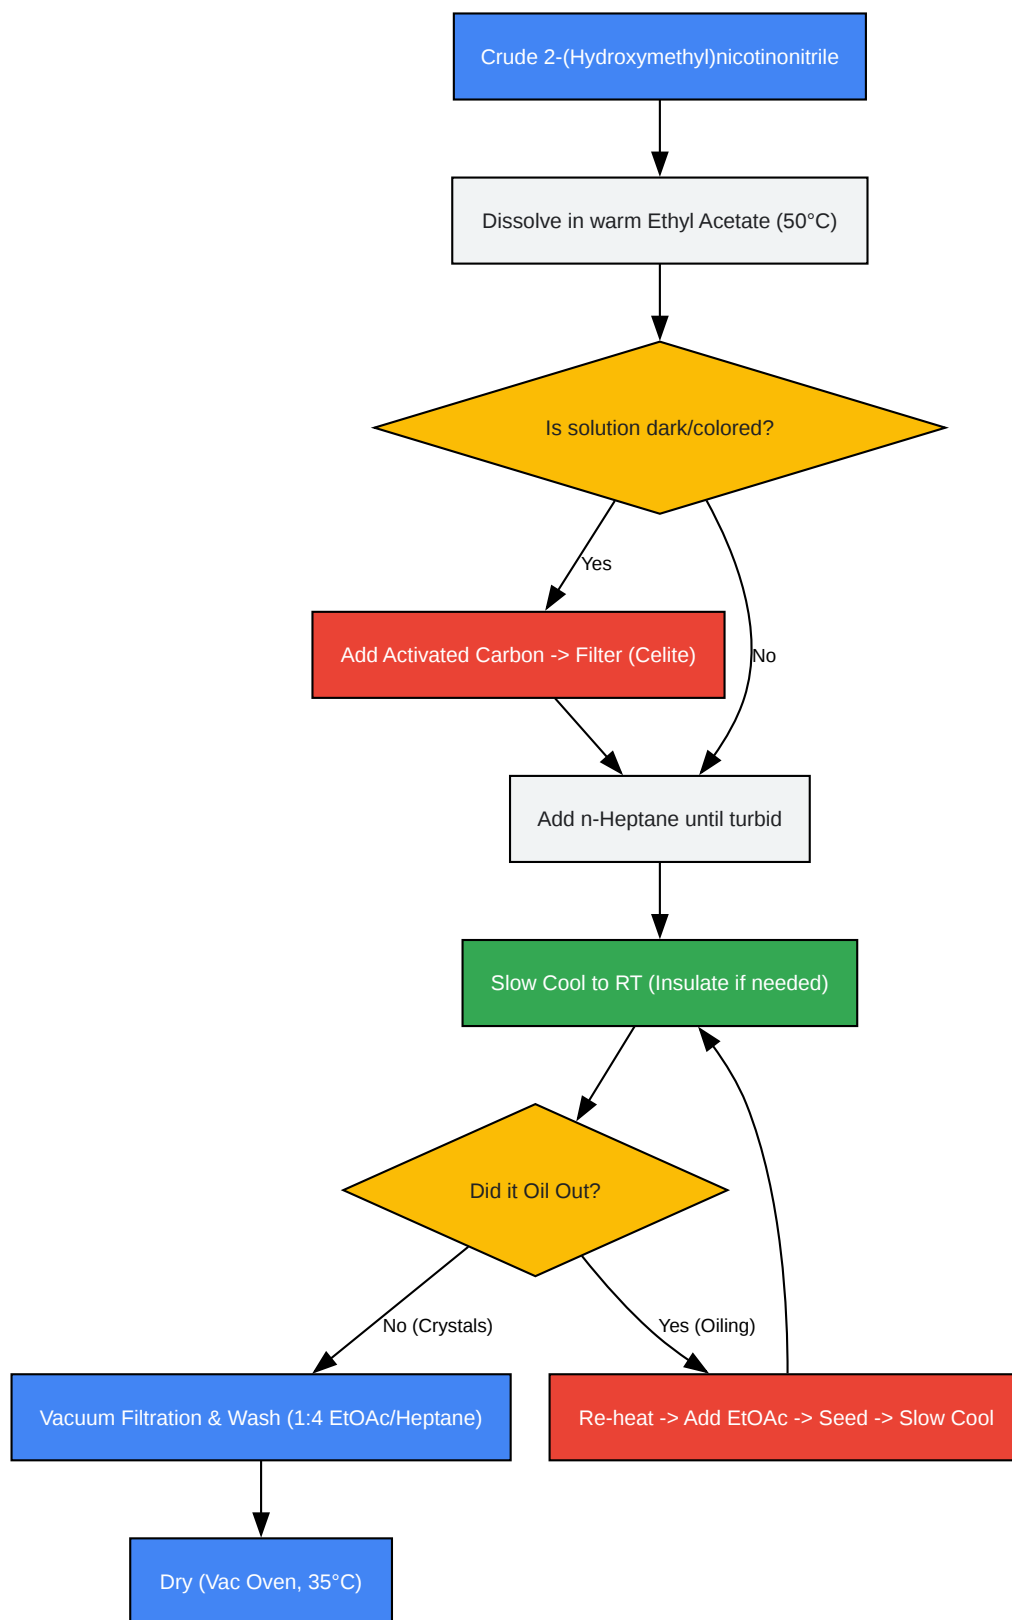 Crude 2-(Hydroxymethyl)nicotinonitrile
Dissolve in warm Ethyl Acetate (50°C)
Is solution dark/colored?
Yes
Add Activated Carbon -> Filter (Celite)
No
Add n-Heptane until turbid
Slow Cool to RT (Insulate if needed)
Did it Oil Out?
No (Crystals)
Yes (Oiling)
Vacuum Filtration & Wash (1:4 EtOAc/Heptane)
Re-heat -> Add EtOAc -> Seed -> Slow Cool
Dry (Vac Oven, 35°C)